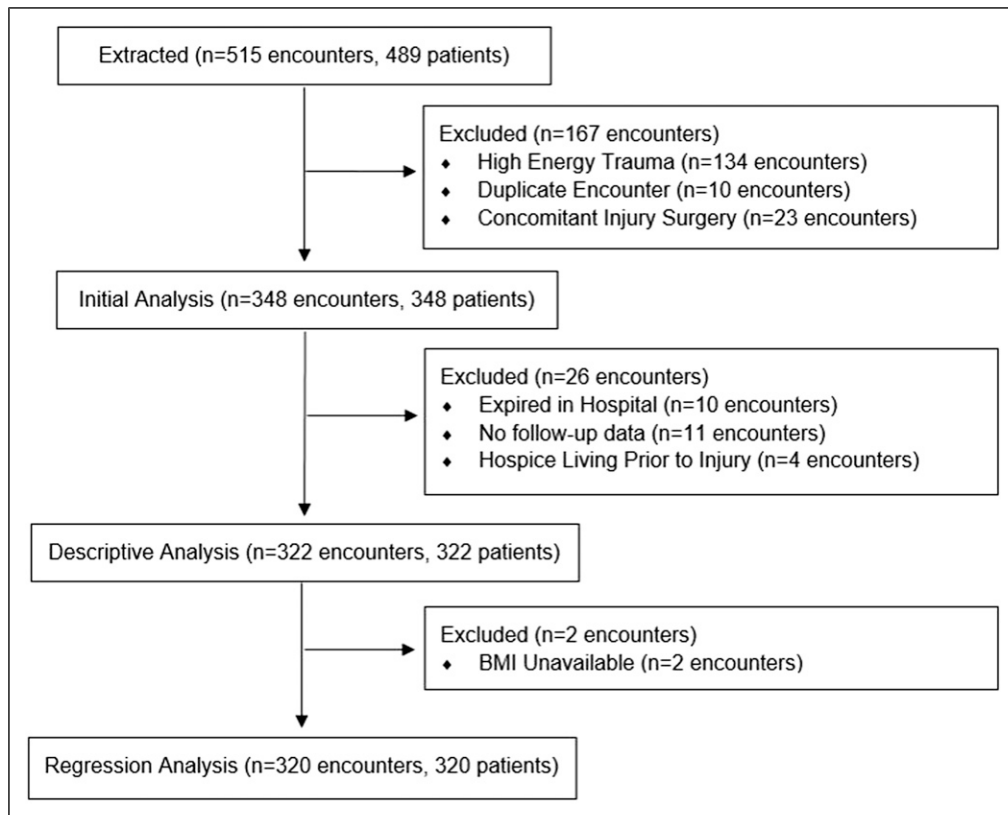 Extracted (n=515 encounters, 489 patients)
Excluded (n=167 encounters)
⬧ High Energy Trauma (n=134 encounters)
⬧ Duplicate Encounter (n=10 encounters)
⬧ Concomitant Injury Surgery (n=23 encounters)
Initial Analysis (n=348 encounters, 348 patients)
Excluded (n=26 encounters)
⬧ Expired in Hospital (n=10 encounters)
⬧ No follow-up data (n=11 encounters)
⬧ Hospice Living Prior to Injury (n=4 encounters)
Descriptive Analysis (n=322 encounters, 322 patients)
Excluded (n=2 encounters)
⬧ BMI Unavailable (n=2 encounters)
Regression Analysis (n=320 encounters, 320 patients)